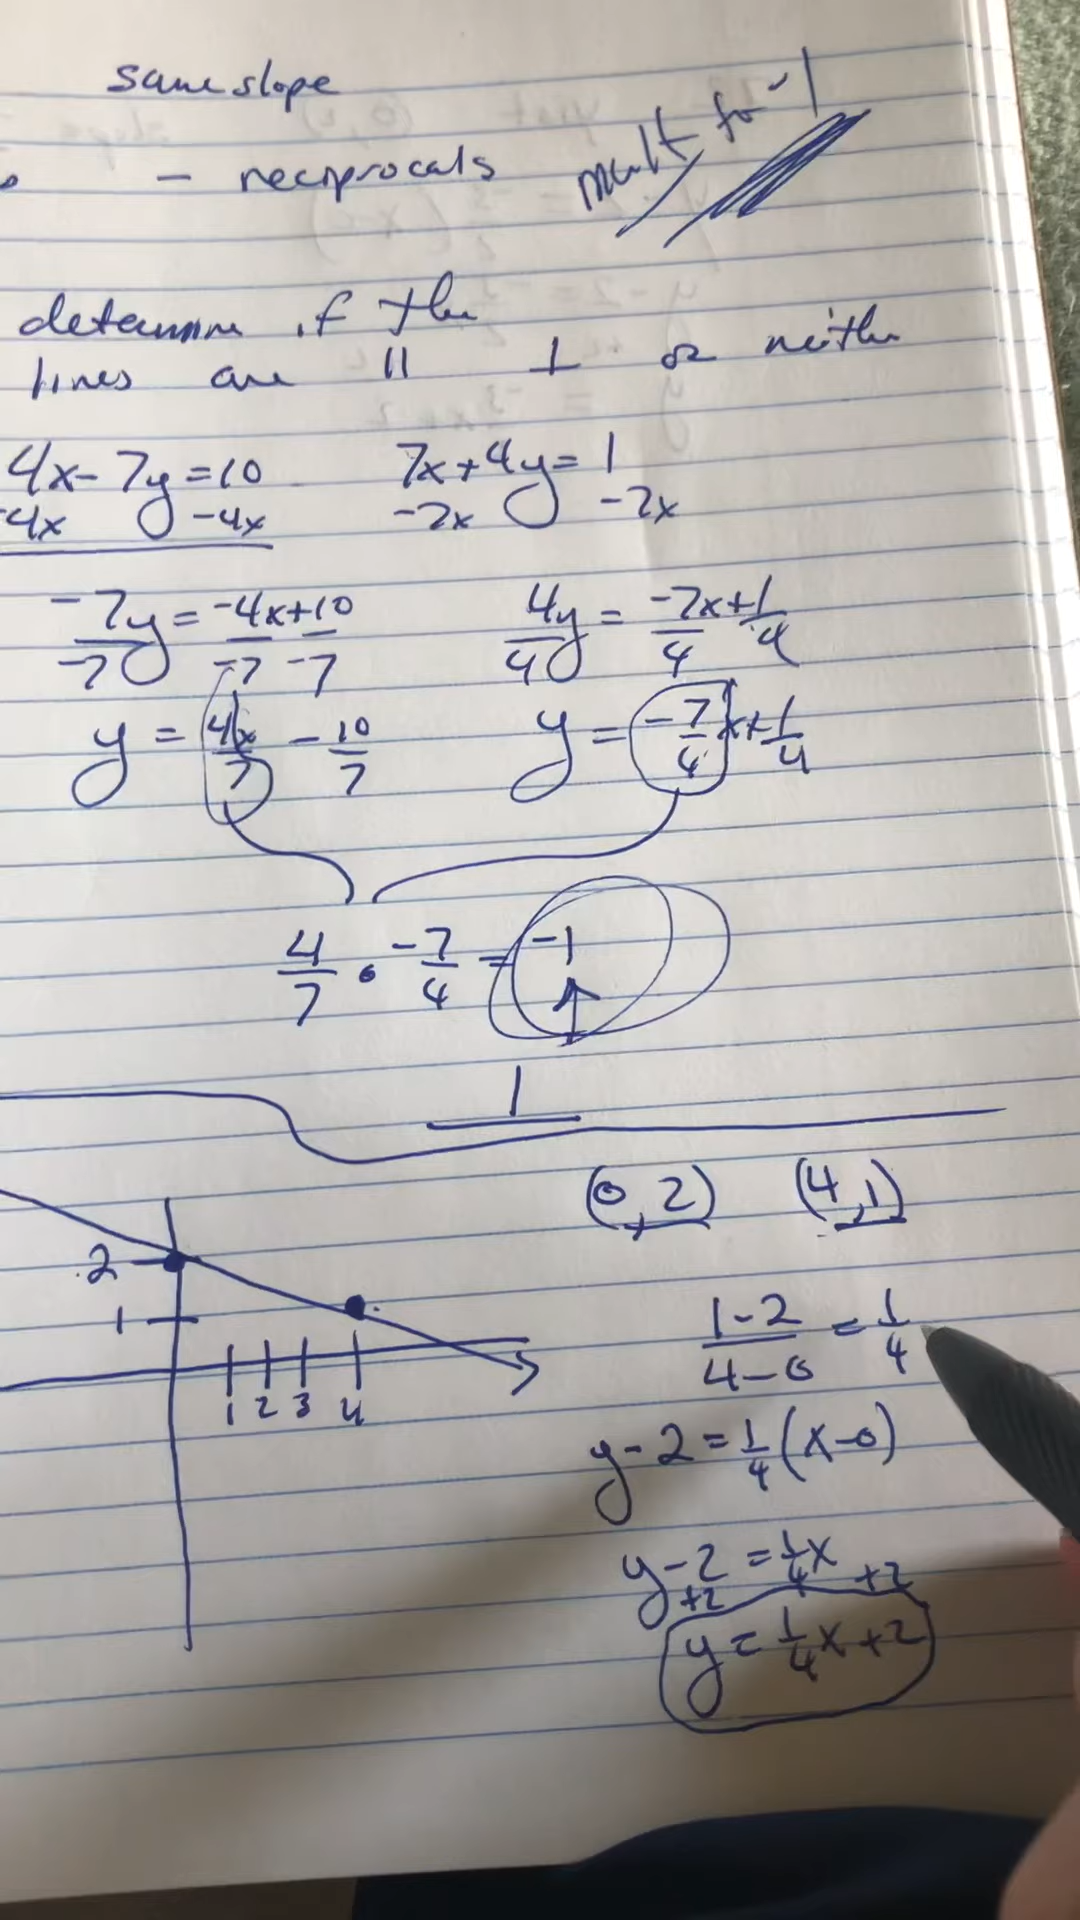 same slope
- reciprocals mult for -1
determine if the
lines are || ⊥ or neither
4x - 7y = 10 7x + 4y = 1
-4x -4x -7x -7x
-7y/-7 = -4x/-7 + 10/-7 4y/4 = -7x/4 + 1/4
y = 4x/7 - 10/7 y = -7/4 x + 1/4
4/7 · -7/4 = -1
⊥
(0,2) (4,1)
2
1
1 2 3 4
1-2/4-0 = 1/4
y - 2 = 1/4 (x - 0)
y - 2 = 1/4 x
+2 +2
y = 1/4 x + 2